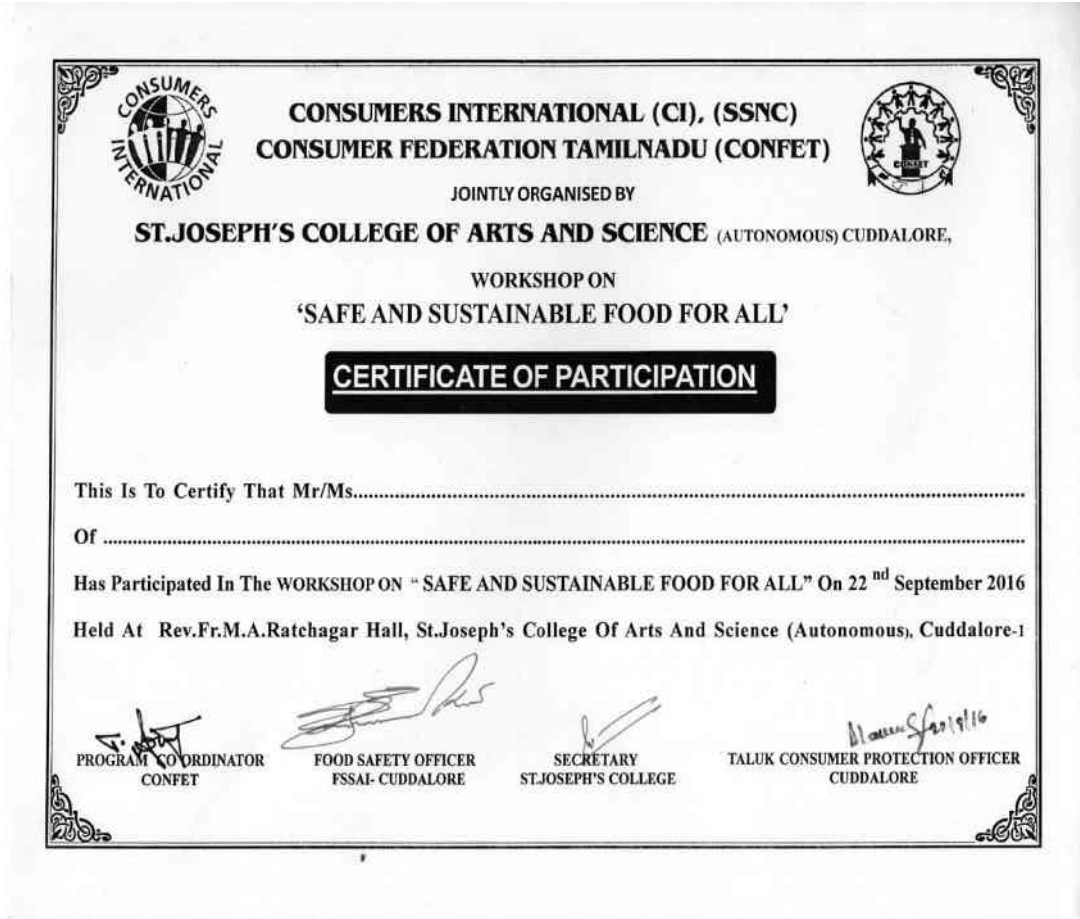 CONSUMERS INTERNATIONAL
CONSUMERS INTERNATIONAL (CI), (SSNC)
CONSUMER FEDERATION TAMILNADU (CONFET)
CONFET
JOINTLY ORGANISED BY
ST.JOSEPH'S COLLEGE OF ARTS AND SCIENCE (AUTONOMOUS) CUDDALORE,
WORKSHOP ON
‘SAFE AND SUSTAINABLE FOOD FOR ALL’
CERTIFICATE OF PARTICIPATION
This Is To Certify That Mr/Ms................................................
Of ................................................
Has Participated In The WORKSHOP ON “ SAFE AND SUSTAINABLE FOOD FOR ALL” On 22 nd September 2016
Held At Rev.Fr.M.A.Ratchagar Hall, St.Joseph’s College Of Arts And Science (Autonomous), Cuddalore-1
PROGRAM CO ORDINATOR
CONFET
FOOD SAFETY OFFICER
FSSAI- CUDDALORE
SECRETARY
ST.JOSEPH'S COLLEGE
TALUK CONSUMER PROTECTION OFFICER
CUDDALORE